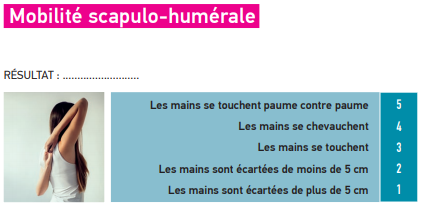 Mobilité scapulo-humérale
RÉSULTAT : ..........................
Les mains se touchent paume contre paume 5
Les mains se chevauchent 4
Les mains se touchent 3
Les mains sont écartées de moins de 5 cm 2
Les mains sont écartées de plus de 5 cm 1